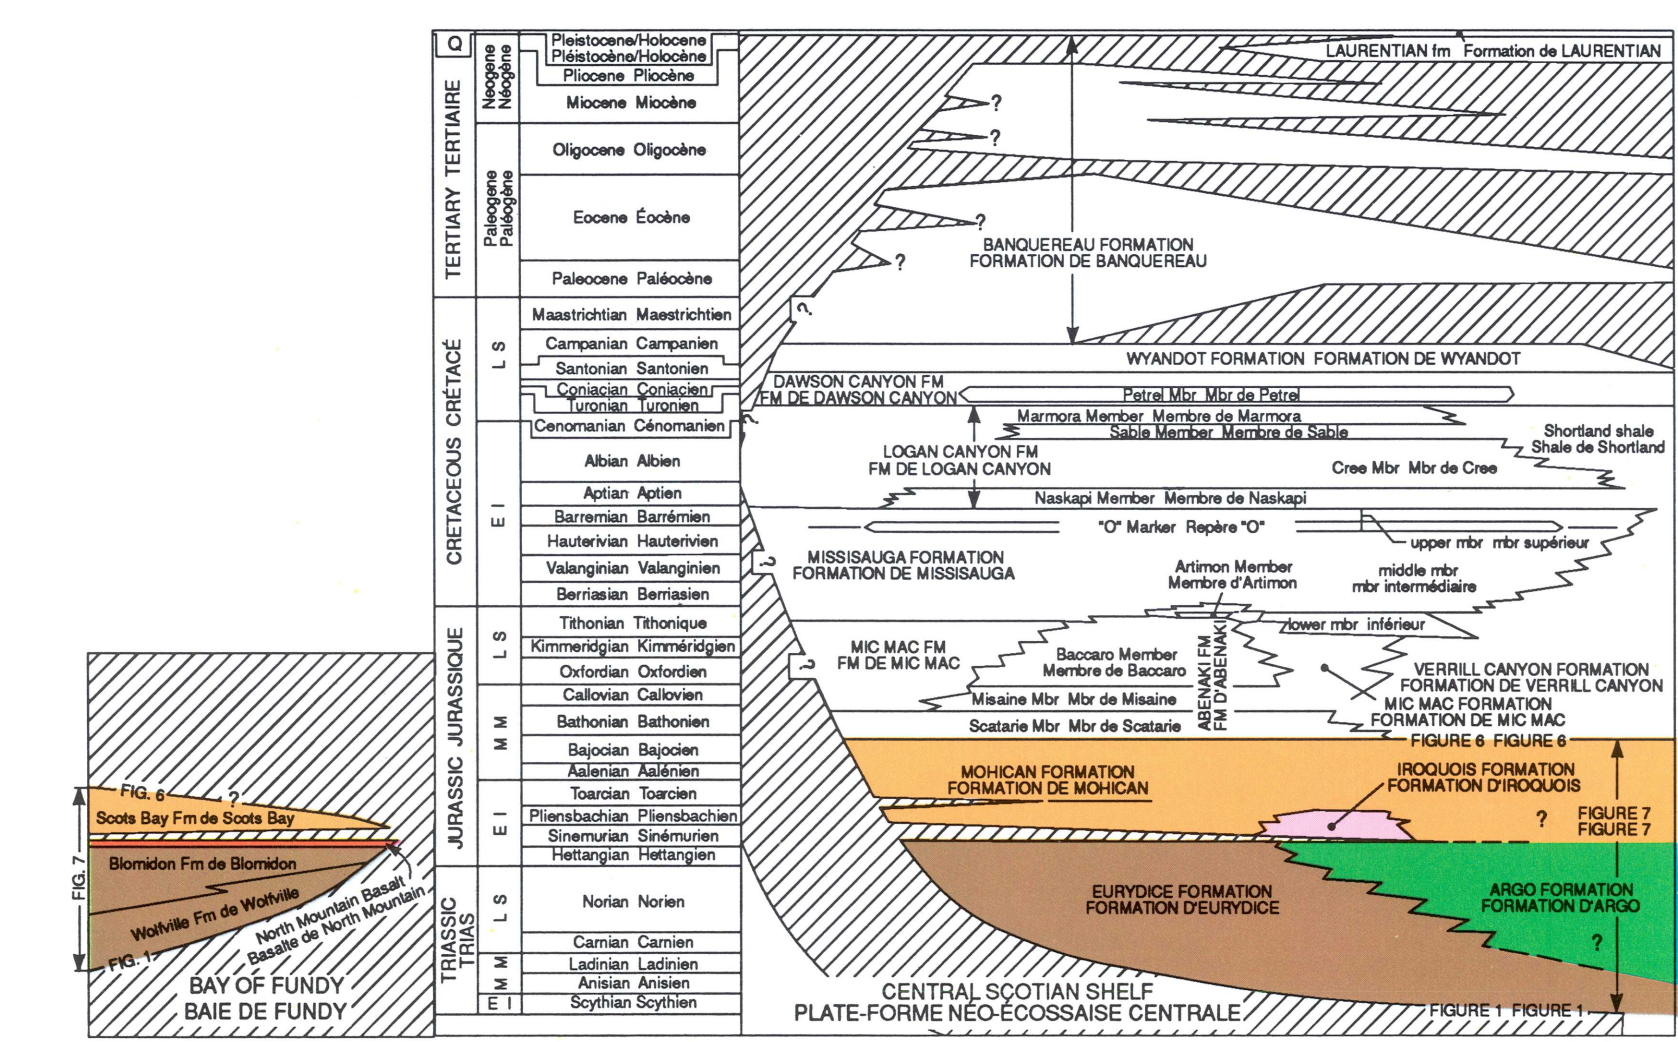 Q
Pleistocene/Holocene
Pléistocène/Holocène
Pliocene Pliocène
Miocene Miocène
Oligocene Oligocène
Eocene Éocène
Paleocene Paléocène
Neogene
Néogène
Paleogene
Paléogène
TERTIARY TERTIAIRE
Maastrichtian Maestrichtien
Campanian Campanien
Santonian Santonien
Coniacian Coniacien
Turonian Turonien
Cenomanian Cénomanien
Albian Albien
Aptian Aptien
Barremian Barrémien
Hauterivian Hauterivien
Valanginian Valanginien
Berriasian Berriasien
L S
E I
CRETACEOUS CRÉTACÉ
Tithonian Tithonique
Kimmeridgian Kimméridgien
Oxfordian Oxfordien
Callovian Callovien
Bathonian Bathonien
Bajocian Bajocien
Aalenian Aalénien
Toarcian Toarcien
Pliensbachian Pliensbachien
Sinemurian Sinémurien
Hettangian Hettangien
L S
M M
E I
JURASSIC JURASSIQUE
Norian Norien
Carnian Carnien
Ladinian Ladinien
Anisian Anisien
Scythian Scythien
L S
M M
E I
TRIASSIC
TRIAS
LAURENTIAN fm Formation de LAURENTIAN
?
?
?
?
BANQUEREAU FORMATION
FORMATION DE BANQUEREAU
?
WYANDOT FORMATION FORMATION DE WYANDOT
DAWSON CANYON FM
FM DE DAWSON CANYON
Petrel Mbr Mbr de Petrel
?
Marmora Member Membre de Marmora
Sable Member Membre de Sable
Shortland shale
Shale de Shortland
LOGAN CANYON FM
FM DE LOGAN CANYON
Cree Mbr Mbr de Cree
Naskapi Member Membre de Naskapi
"O" Marker Repère "O"
upper mbr mbr supérieur
?
MISSISAUGA FORMATION
FORMATION DE MISSISAUGA
Artimon Member
Membre d'Artimon
middle mbr
mbr intermédiaire
lower mbr inférieur
?
MIC MAC FM
FM DE MIC MAC
Baccaro Member
Membre de Baccaro
ABENAKI FM
FM D'ABENAKI
VERRILL CANYON FORMATION
FORMATION DE VERRILL CANYON
Misaine Mbr Mbr de Misaine
MIC MAC FORMATION
FORMATION DE MIC MAC
Scatarie Mbr Mbr de Scatarie
FIGURE 6 FIGURE 6
MOHICAN FORMATION
FORMATION DE MOHICAN
IROQUOIS FORMATION
FORMATION D'IROQUOIS
?
FIGURE 7
FIGURE 7
EURYDICE FORMATION
FORMATION D'EURYDICE
ARGO FORMATION
FORMATION D'ARGO
?
CENTRAL SCOTIAN SHELF
PLATE-FORME NÉO-ÉCOSSAISE CENTRALE
FIGURE 1 FIGURE 1
FIG. 6
?
Scots Bay Fm de Scots Bay
Blomidon Fm de Blomidon
FIG. 7
Wolfville Fm de Wolfville
North Mountain Basalt
Basalte de North Mountain
FIG. 1
BAY OF FUNDY
BAIE DE FUNDY